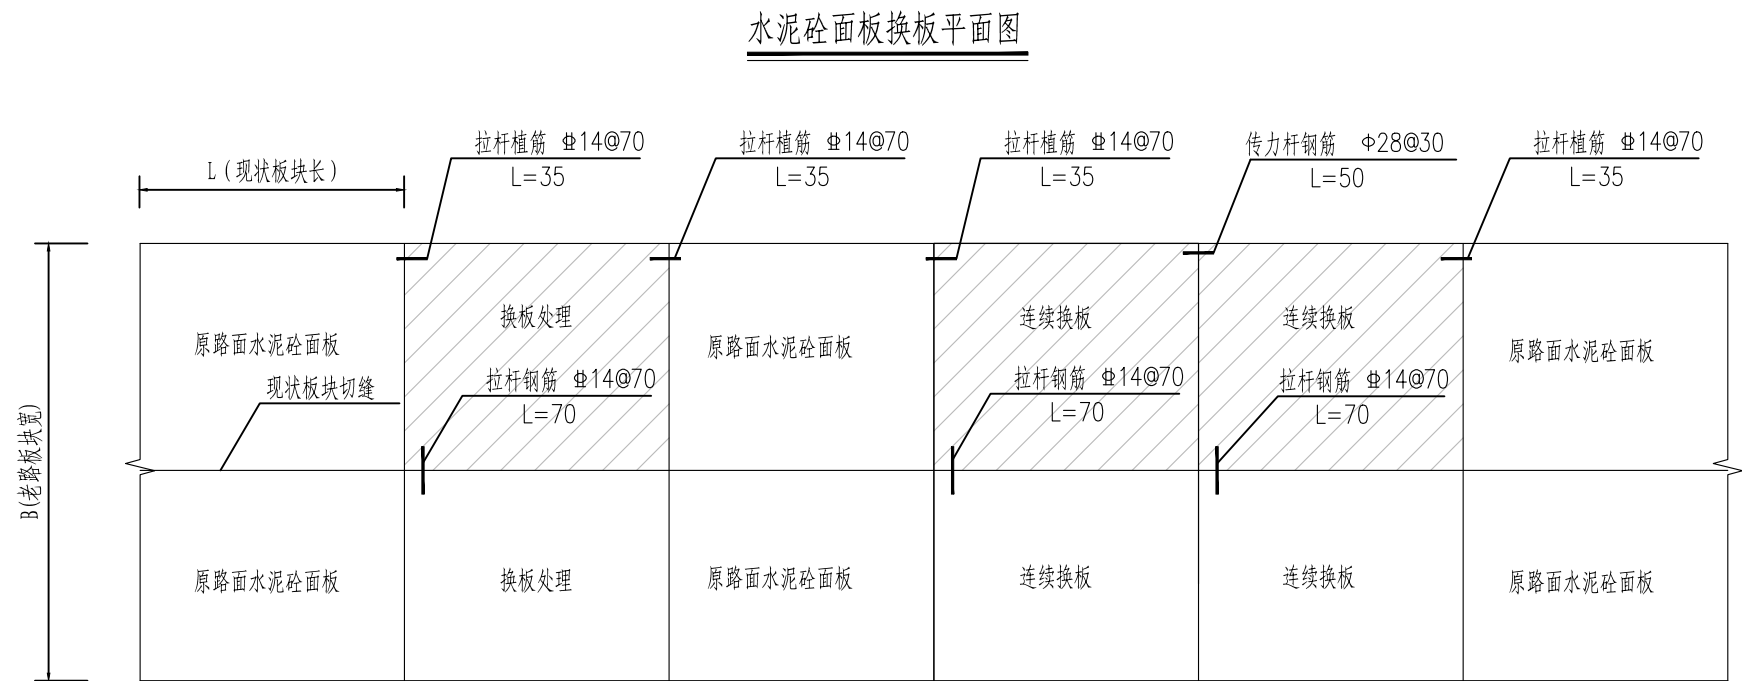 水泥砼面板换板平面图
拉杆植筋 Φ14@70
L=35
拉杆植筋 Φ14@70
L=35
拉杆植筋 Φ14@70
L=35
传力杆钢筋 Φ28@30
L=50
拉杆植筋 Φ14@70
L=35
L(现状板块长)
B(老路板块宽)
原路面水泥砼面板
换板处理
原路面水泥砼面板
连续换板
连续换板
原路面水泥砼面板
现状板块切缝
拉杆钢筋 Φ14@70
L=70
拉杆钢筋 Φ14@70
L=70
拉杆钢筋 Φ14@70
L=70
原路面水泥砼面板
换板处理
原路面水泥砼面板
连续换板
连续换板
原路面水泥砼面板